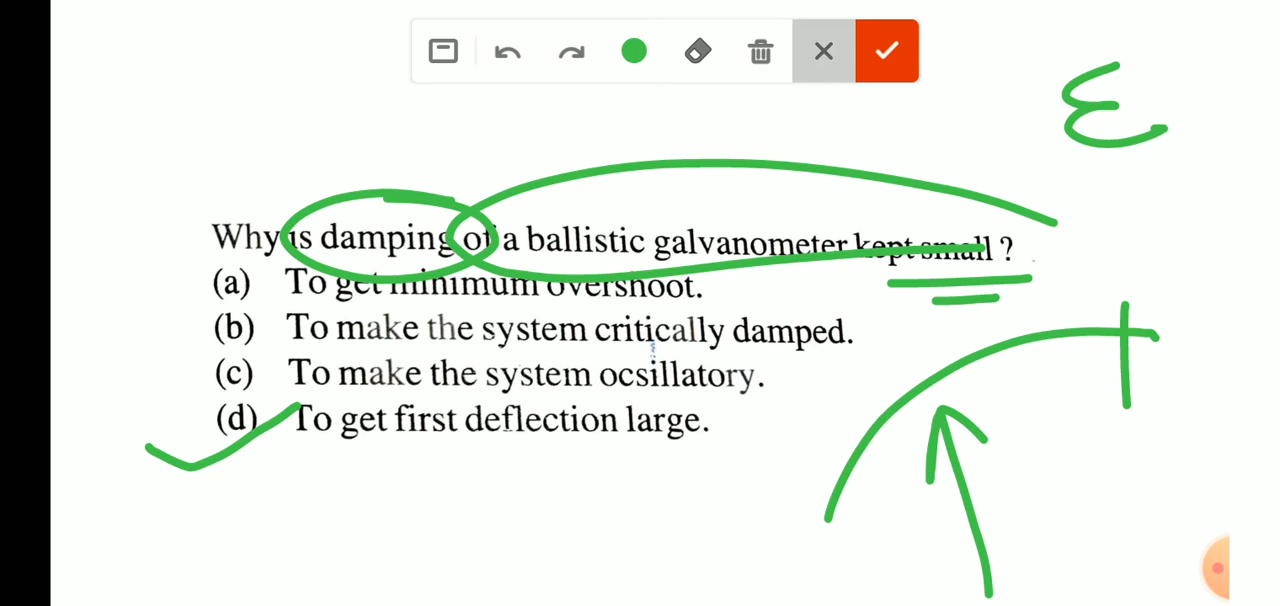 Why is damping of a ballistic galvanometer kept small ?
(a) To get minimum overshoot.
(b) To make the system critically damped.
(c) To make the system ocsillatory.
(d) To get first deflection large.